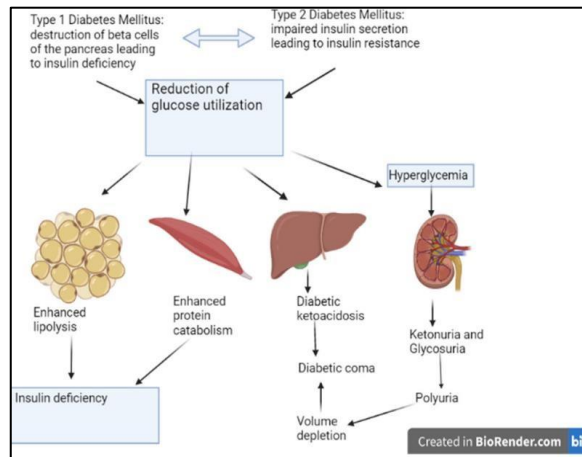 Type 1 Diabetes Mellitus:
destruction of beta cells
of the pancreas leading
to insulin deficiency
Type 2 Diabetes Mellitus:
impaired insulin secretion
leading to insulin resistance
Reduction of
glucose utilization
Hyperglycemia
Enhanced
lipolysis
Enhanced
protein
catabolism
Diabetic
ketoacidosis
Ketonuria and
Glycosuria
Diabetic coma
Insulin deficiency
Polyuria
Volume
depletion
Created in BioRender.com bi